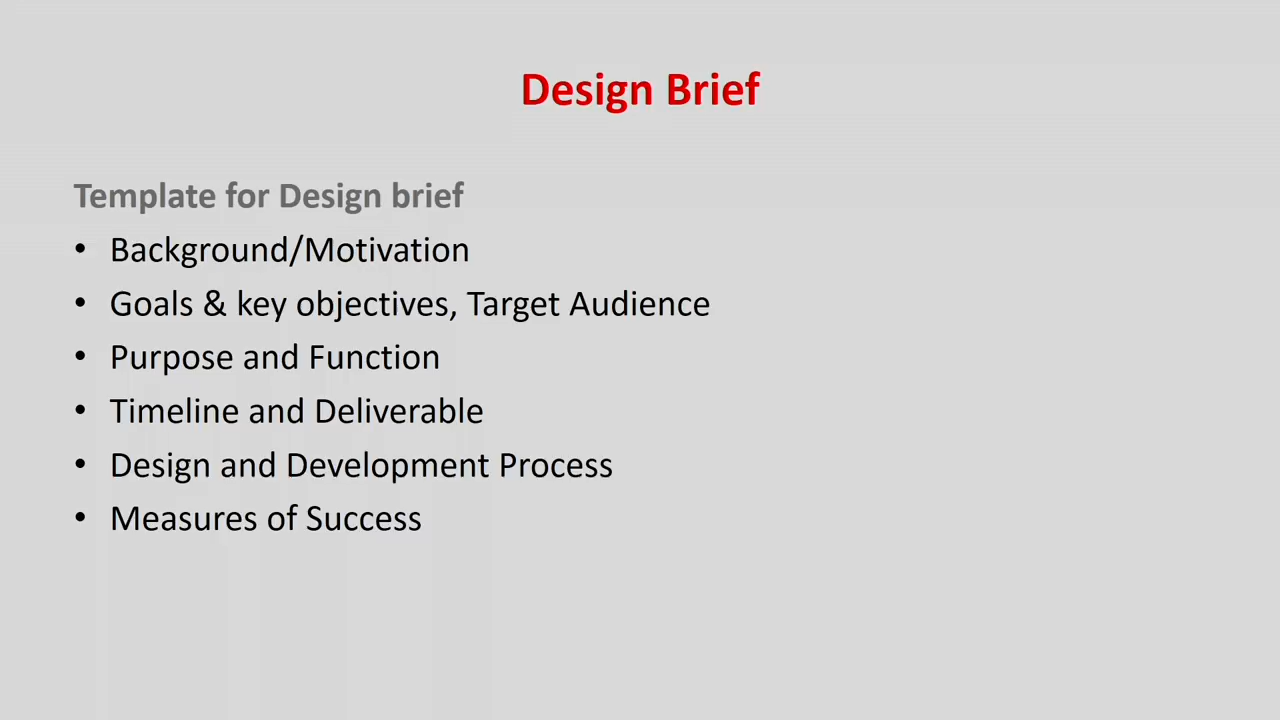 Design Brief
Template for Design brief
• Background/Motivation
• Goals & key objectives, Target Audience
• Purpose and Function
• Timeline and Deliverable
• Design and Development Process
• Measures of Success